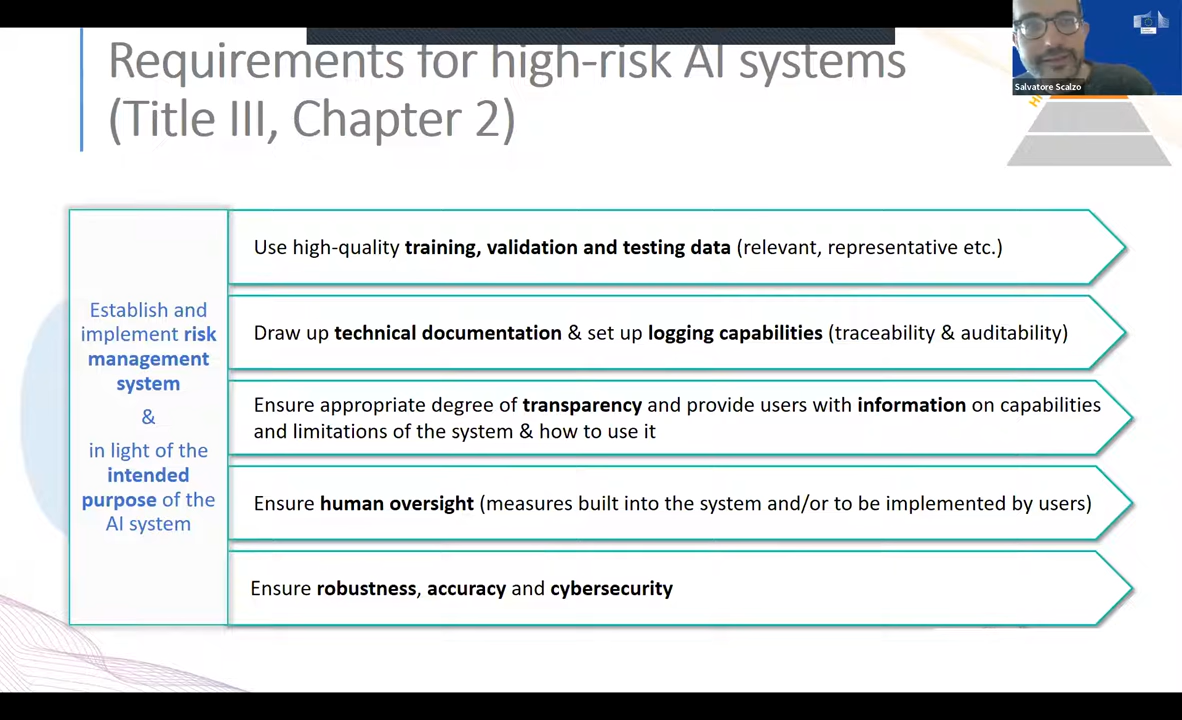 Requirements for high-risk AI systems
(Title III, Chapter 2)
Salvatore Scalzo
Establish and
implement risk
management
system
&
in light of the
intended
purpose of the
AI system
Use high-quality training, validation and testing data (relevant, representative etc.)
Draw up technical documentation & set up logging capabilities (traceability & auditability)
Ensure appropriate degree of transparency and provide users with information on capabilities
and limitations of the system & how to use it
Ensure human oversight (measures built into the system and/or to be implemented by users)
Ensure robustness, accuracy and cybersecurity